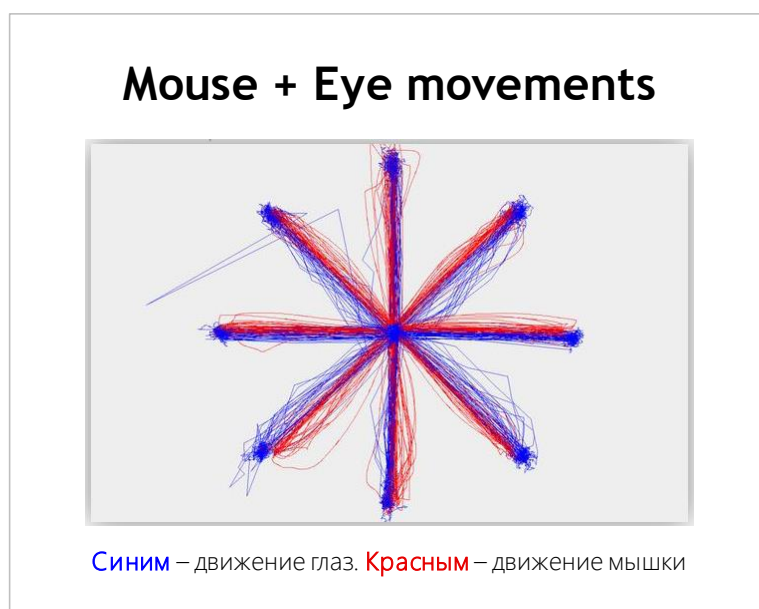 Mouse + Eye movements
Синим – движение глаз. Красным – движение мышки